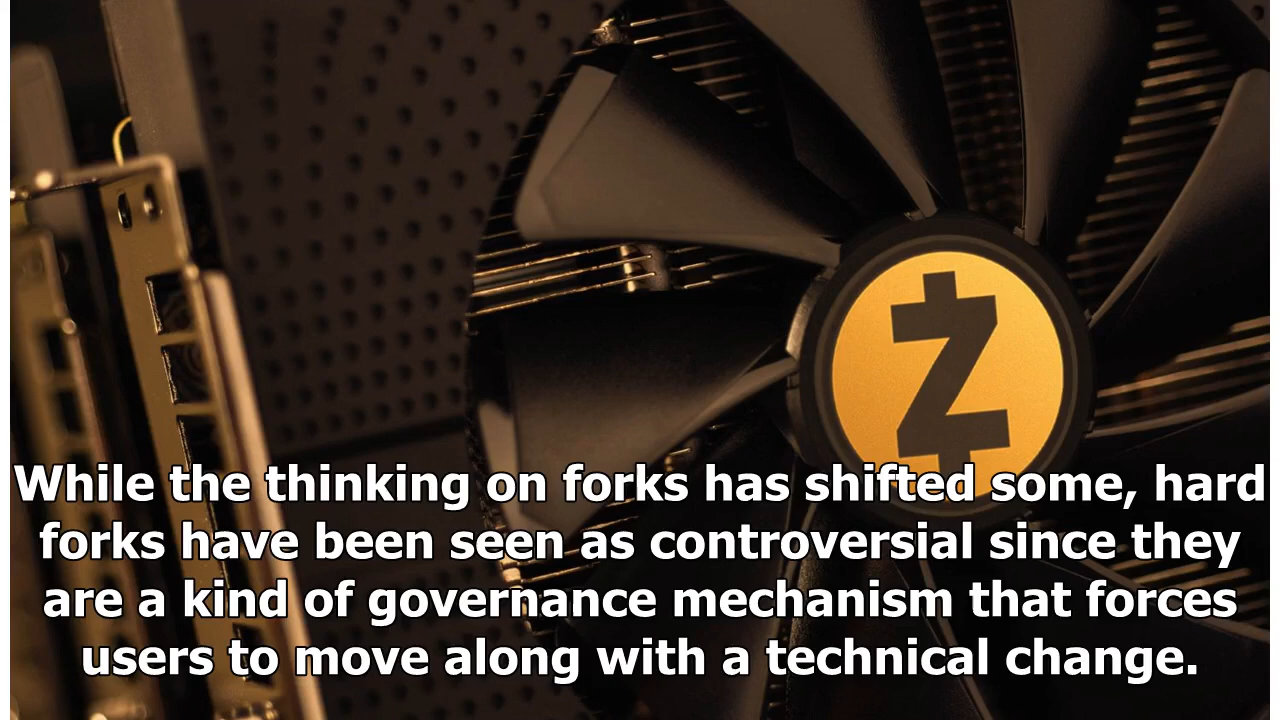 While the thinking on forks has shifted some, hard
forks have been seen as controversial since they
are a kind of governance mechanism that forces
users to move along with a technical change.